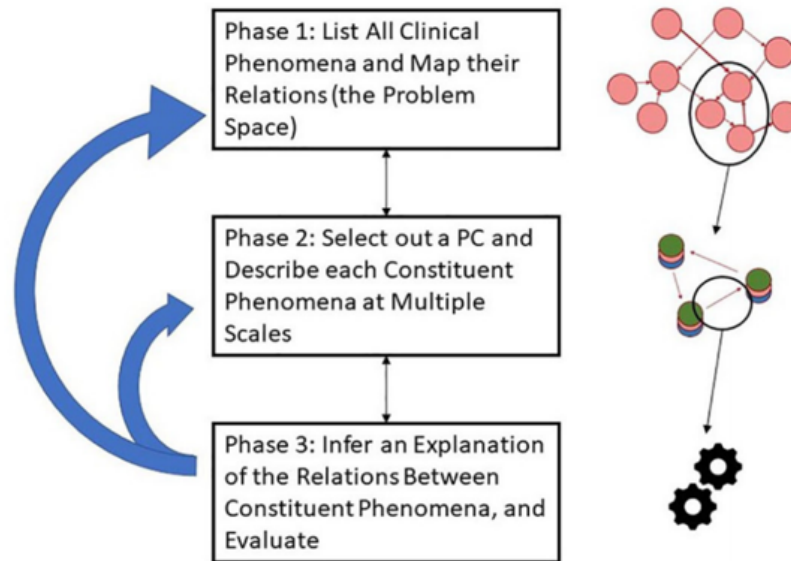 Phase 1: List All Clinical
Phenomena and Map their
Relations (the Problem
Space)
Phase 2: Select out a PC and
Describe each Constituent
Phenomena at Multiple
Scales
Phase 3: Infer an Explanation
of the Relations Between
Constituent Phenomena, and
Evaluate